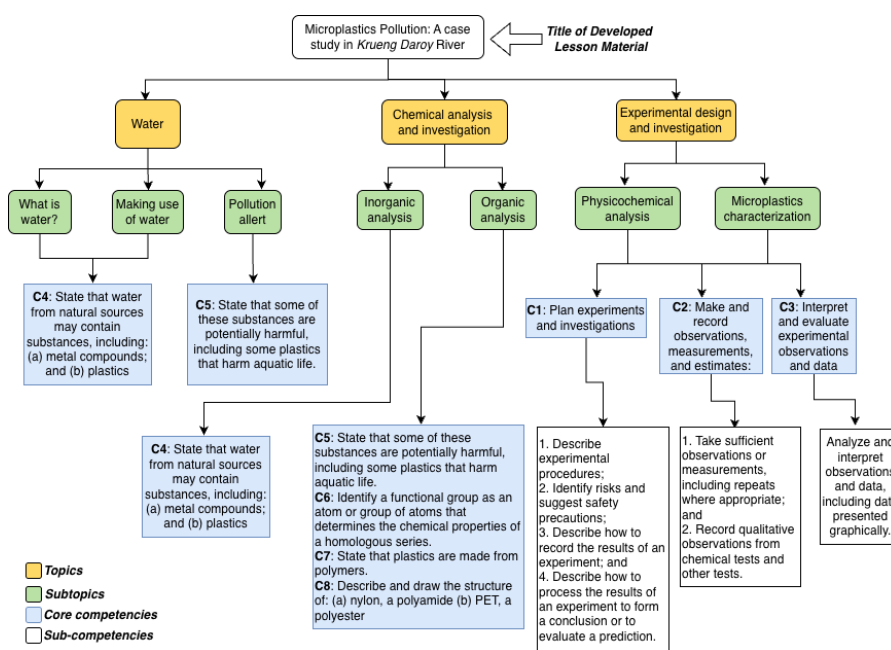 Microplastics Pollution: A case
study in Krueng Daroy River
Title of Developed
Lesson Material
Water
Chemical analysis
and investigation
Experimental design
and investigation
What is
water?
Making use
of water
Pollution
alert
Inorganic
analysis
Organic
analysis
Physicochemical
analysis
Microplastics
characterization
C4: State that water
from natural sources
may contain
substances, including:
(a) metal compounds;
and (b) plastics
C5: State that some of
these substances are
potentially harmful,
including some plastics
that harm aquatic life.
C1: Plan experiments
and investigations
C2: Make and
record
observations,
measurements,
and estimates:
C3: Interpret
and evaluate
experimental
observations
and data
C4: State that water
from natural sources
may contain
substances, including:
(a) metal compounds;
and (b) plastics
C5: State that some of these
substances are potentially harmful,
including some plastics that harm
aquatic life.
C6: Identify a functional group as an
atom or group of atoms that
determines the chemical properties of
a homologous series.
C7: State that plastics are made from
polymers.
C8: Describe and draw the structure
of: (a) nylon, a polyamide (b) PET, a
polyester
1. Describe
experimental
procedures;
2. Identify risks and
suggest safety
precautions;
3. Describe how to
record the results of
an experiment; and
4. Describe how to
process the results of
an experiment to form
a conclusion or to
evaluate a prediction.
1. Take sufficient
observations or
measurements,
including repeats
where appropriate;
and
2. Record qualitative
observations from
chemical tests and
other tests.
Analyze and
interpret
observations
and data,
including data
presented
graphically.
Topics
Subtopics
Core competencies
Sub-competencies